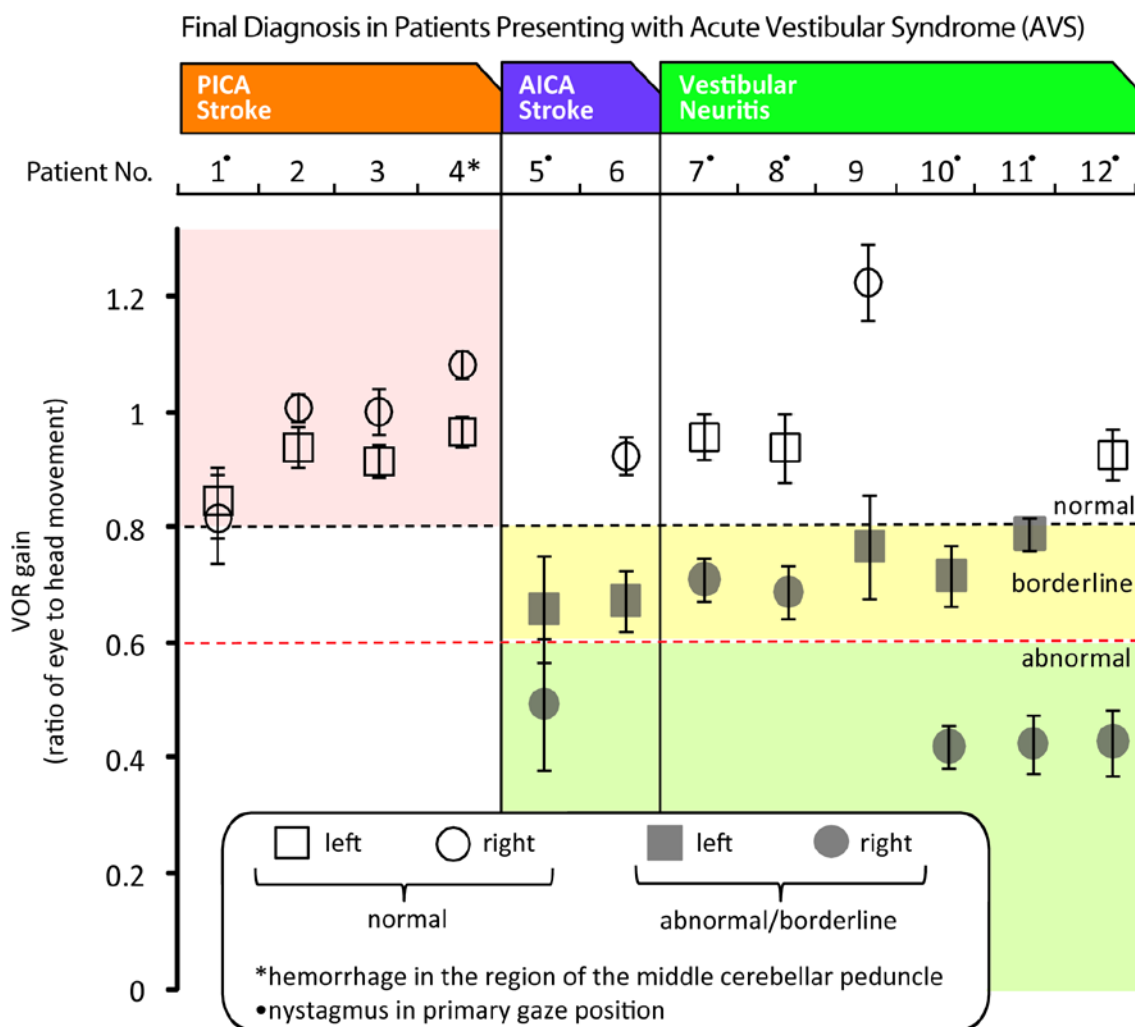 Final Diagnosis in Patients Presenting with Acute Vestibular Syndrome (AVS)
PICA
Stroke
AICA
Stroke
Vestibular
Neuritis
Patient No. 1• 2 3 4* 5• 6 7• 8• 9 10• 11• 12•
VOR gain
(ratio of eye to head movement)
1.2
1
0.8
0.6
0.4
0.2
0
normal
borderline
abnormal
left right left right
normal abnormal/borderline
*hemorrhage in the region of the middle cerebellar peduncle
•nystagmus in primary gaze position